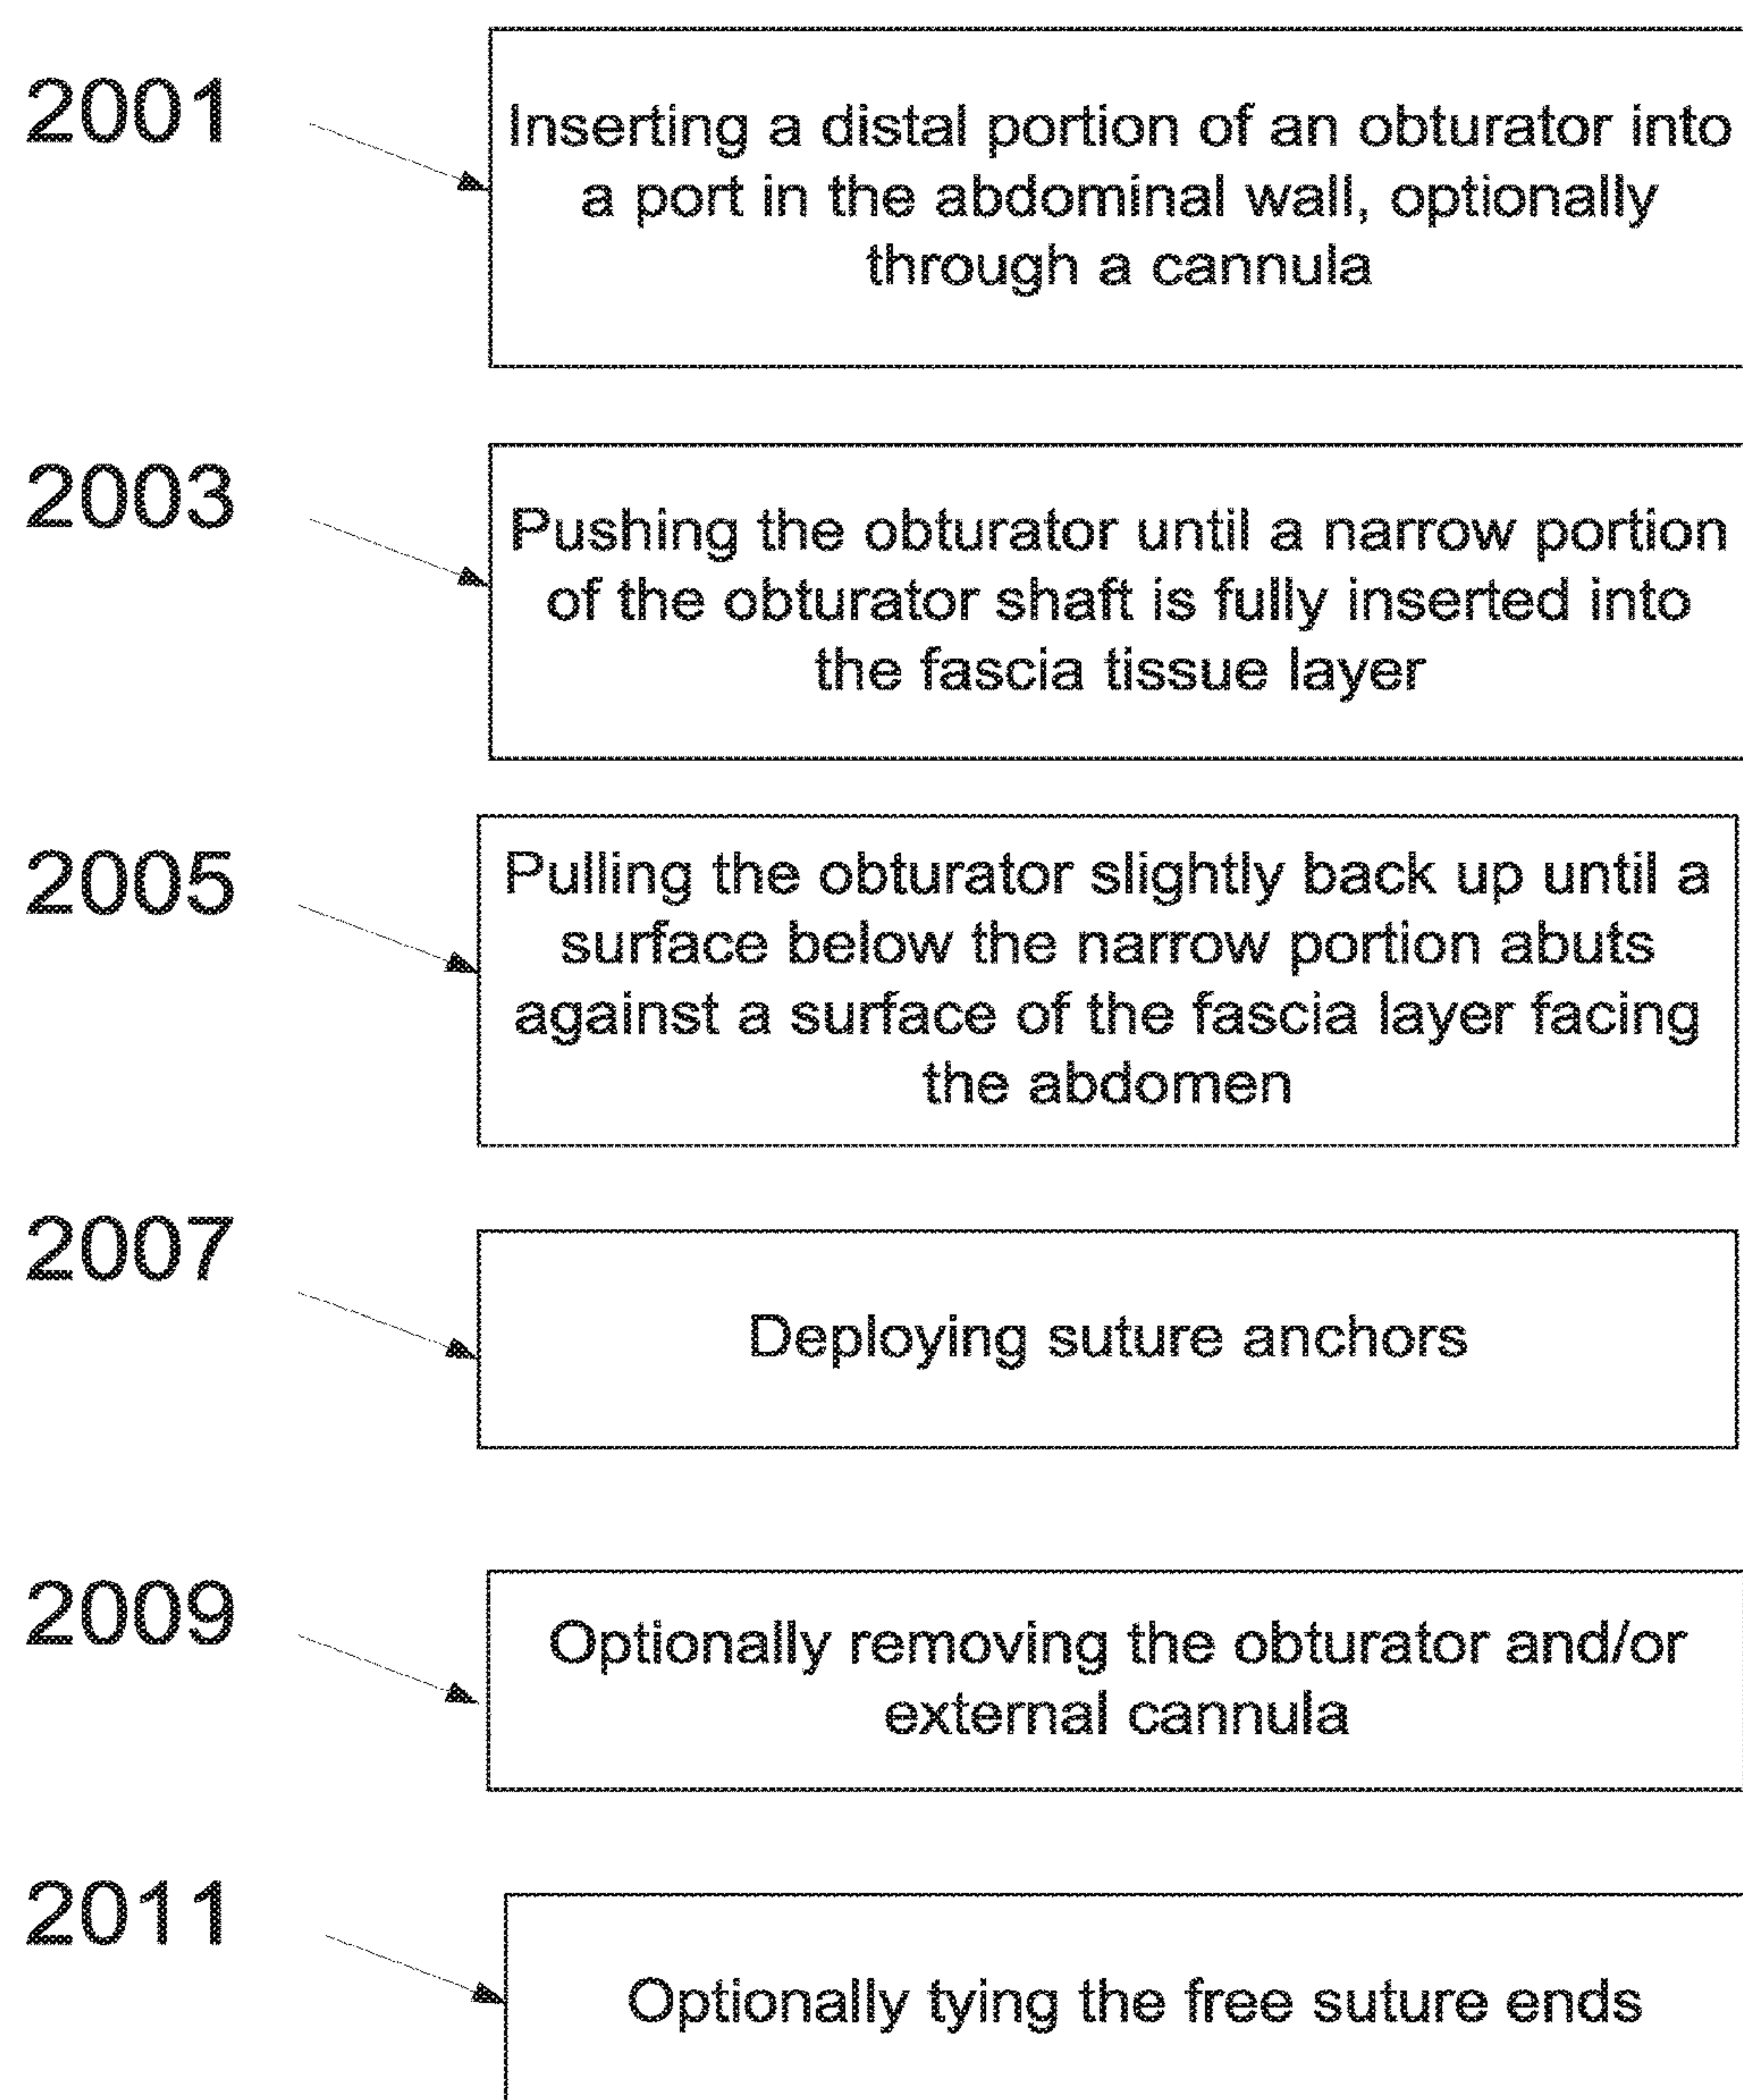 2001
Inserting a distal portion of an obturator into
a port in the abdominal wall, optionally
through a cannula
2003
Pushing the obturator until a narrow portion
of the obturator shaft is fully inserted into
the fascia tissue layer
2005
Pulling the obturator slightly back up until a
surface below the narrow portion abuts
against a surface of the fascia layer facing
the abdomen
2007
Deploying suture anchors
2009
Optionally removing the obturator and/or
external cannula
2011
Optionally tying the free suture ends